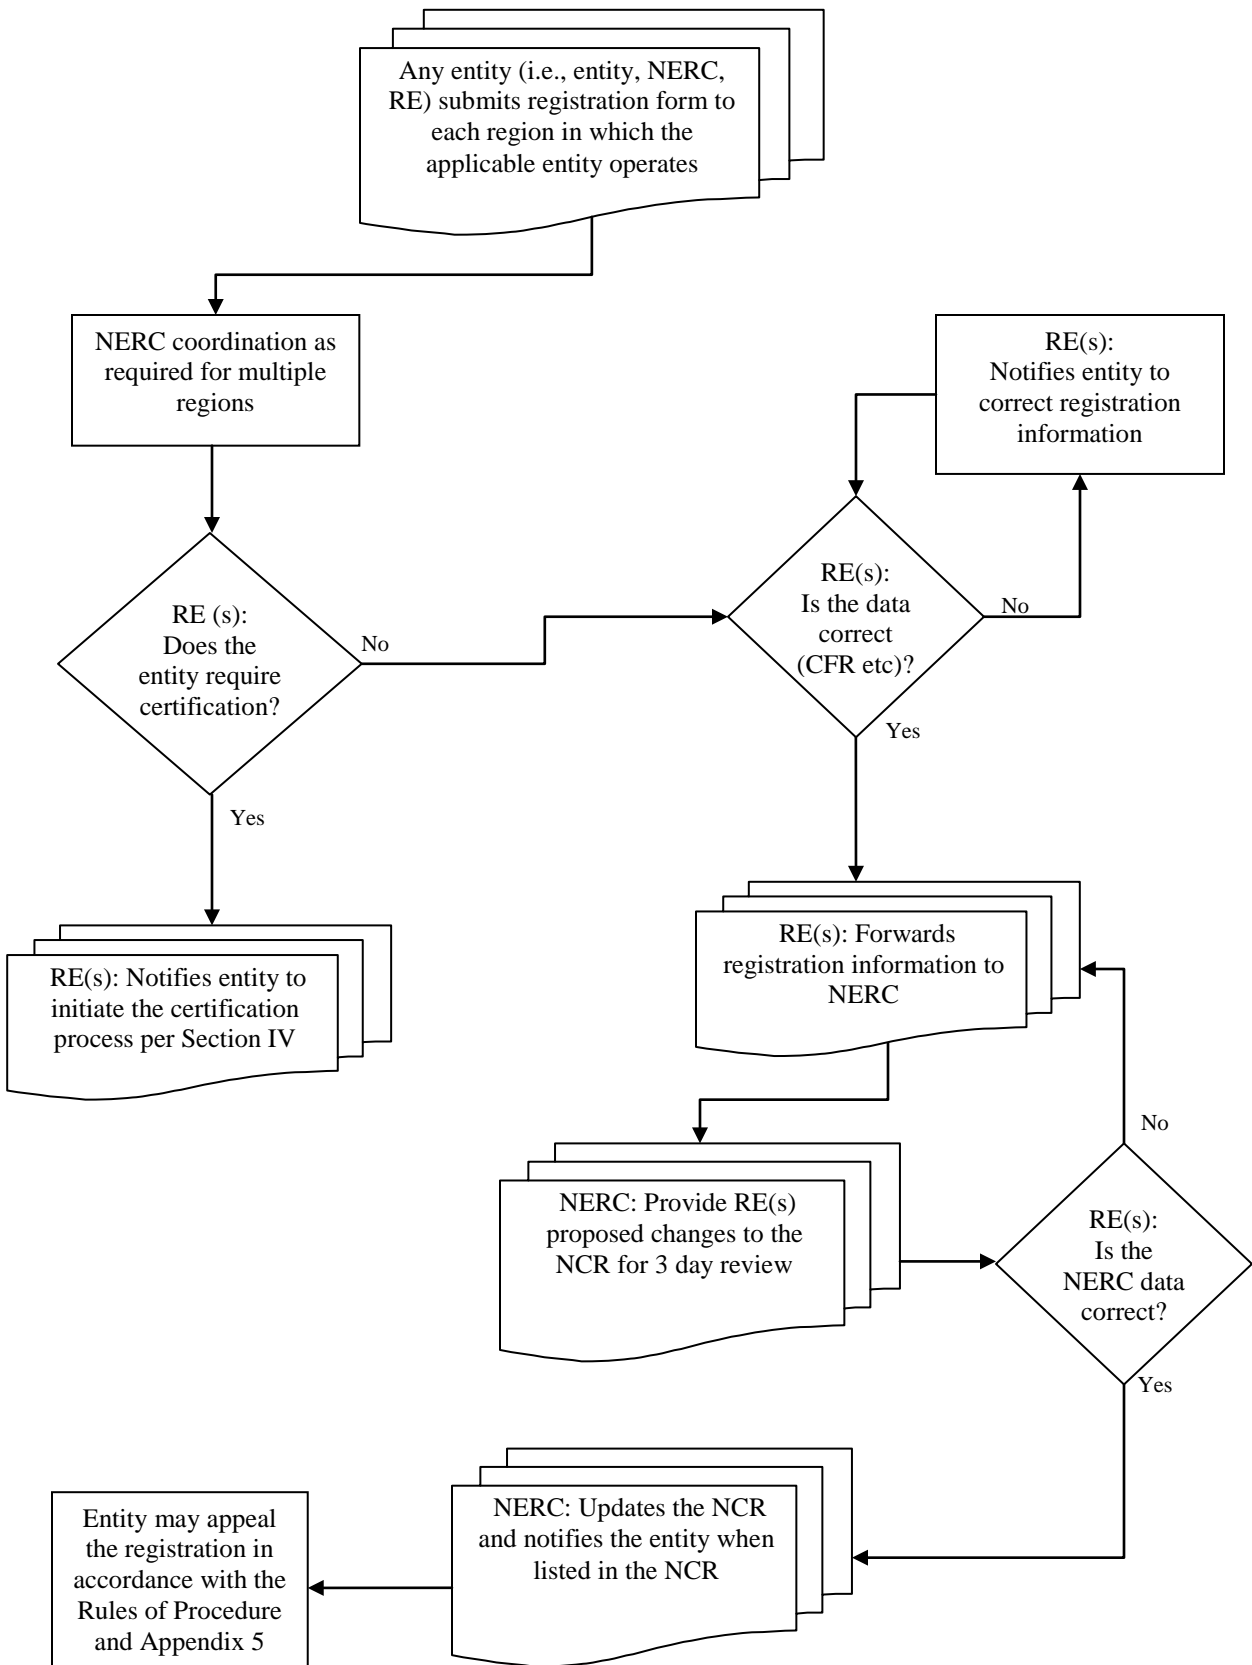 Any entity (i.e., entity, NERC,
RE) submits registration form to
each region in which the
applicable entity operates
NERC coordination as
required for multiple
regions
RE(s):
Notifies entity to
correct registration
information
RE (s):
Does the
entity require
certification?
No
Yes
RE(s):
Is the data
correct
(CFR etc)?
No
Yes
RE(s): Notifies entity to
initiate the certification
process per Section IV
RE(s): Forwards
registration information to
NERC
NERC: Provide RE(s)
proposed changes to the
NCR for 3 day review
No
RE(s):
Is the
NERC data
correct?
Yes
NERC: Updates the NCR
and notifies the entity when
listed in the NCR
Entity may appeal
the registration in
accordance with the
Rules of Procedure
and Appendix 5